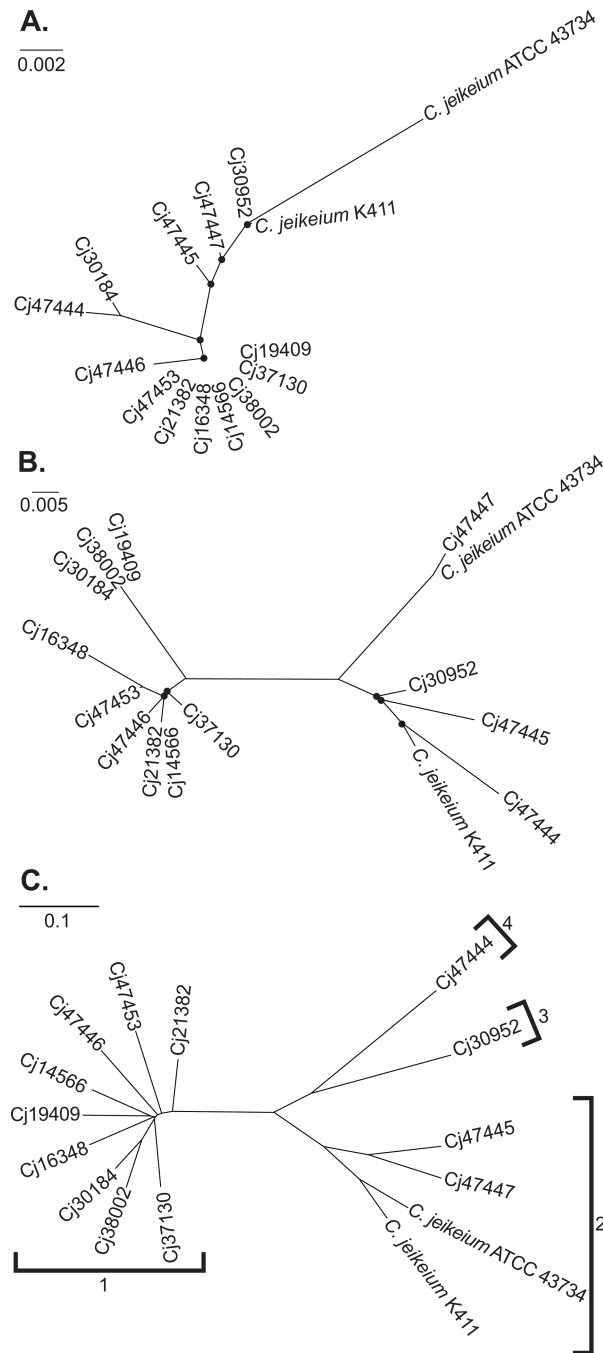 A.
0.002
C. jeikeium ATCC 43734
Cj30952
C. jeikeium K411
Cj47447
Cj47445
Cj30184
Cj47444
Cj47446
Cj19409
Cj37130
Cj38002
Cj14566
Cj16348
Cj21382
Cj47453
B.
0.005
Cj19409
Cj38002
Cj30184
Cj16348
Cj47453
Cj47446
Cj21382
Cj14566
Cj37130
Cj47447
C. jeikeium ATCC 43734
Cj30952
Cj47445
Cj47444
C. jeikeium K411
C.
0.1
Cj47444
4
Cj30952
3
Cj47453
Cj21382
Cj47446
Cj14566
Cj19409
Cj16348
Cj30184
Cj38002
Cj37130
1
Cj47445
Cj47447
C. jeikeium ATCC 43734
C. jeikeium K411
2